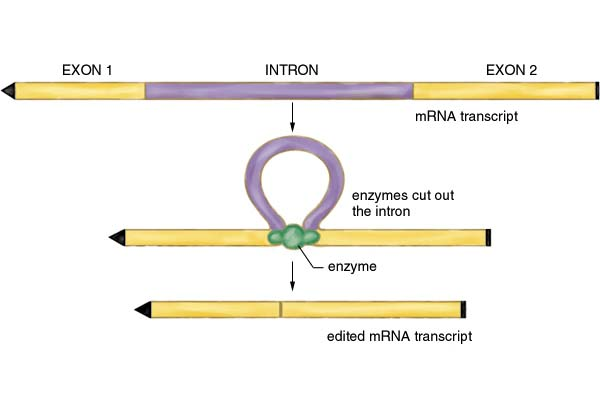 EXON 1
INTRON
EXON 2
mRNA transcript
enzymes cut out
the intron
enzyme
edited mRNA transcript